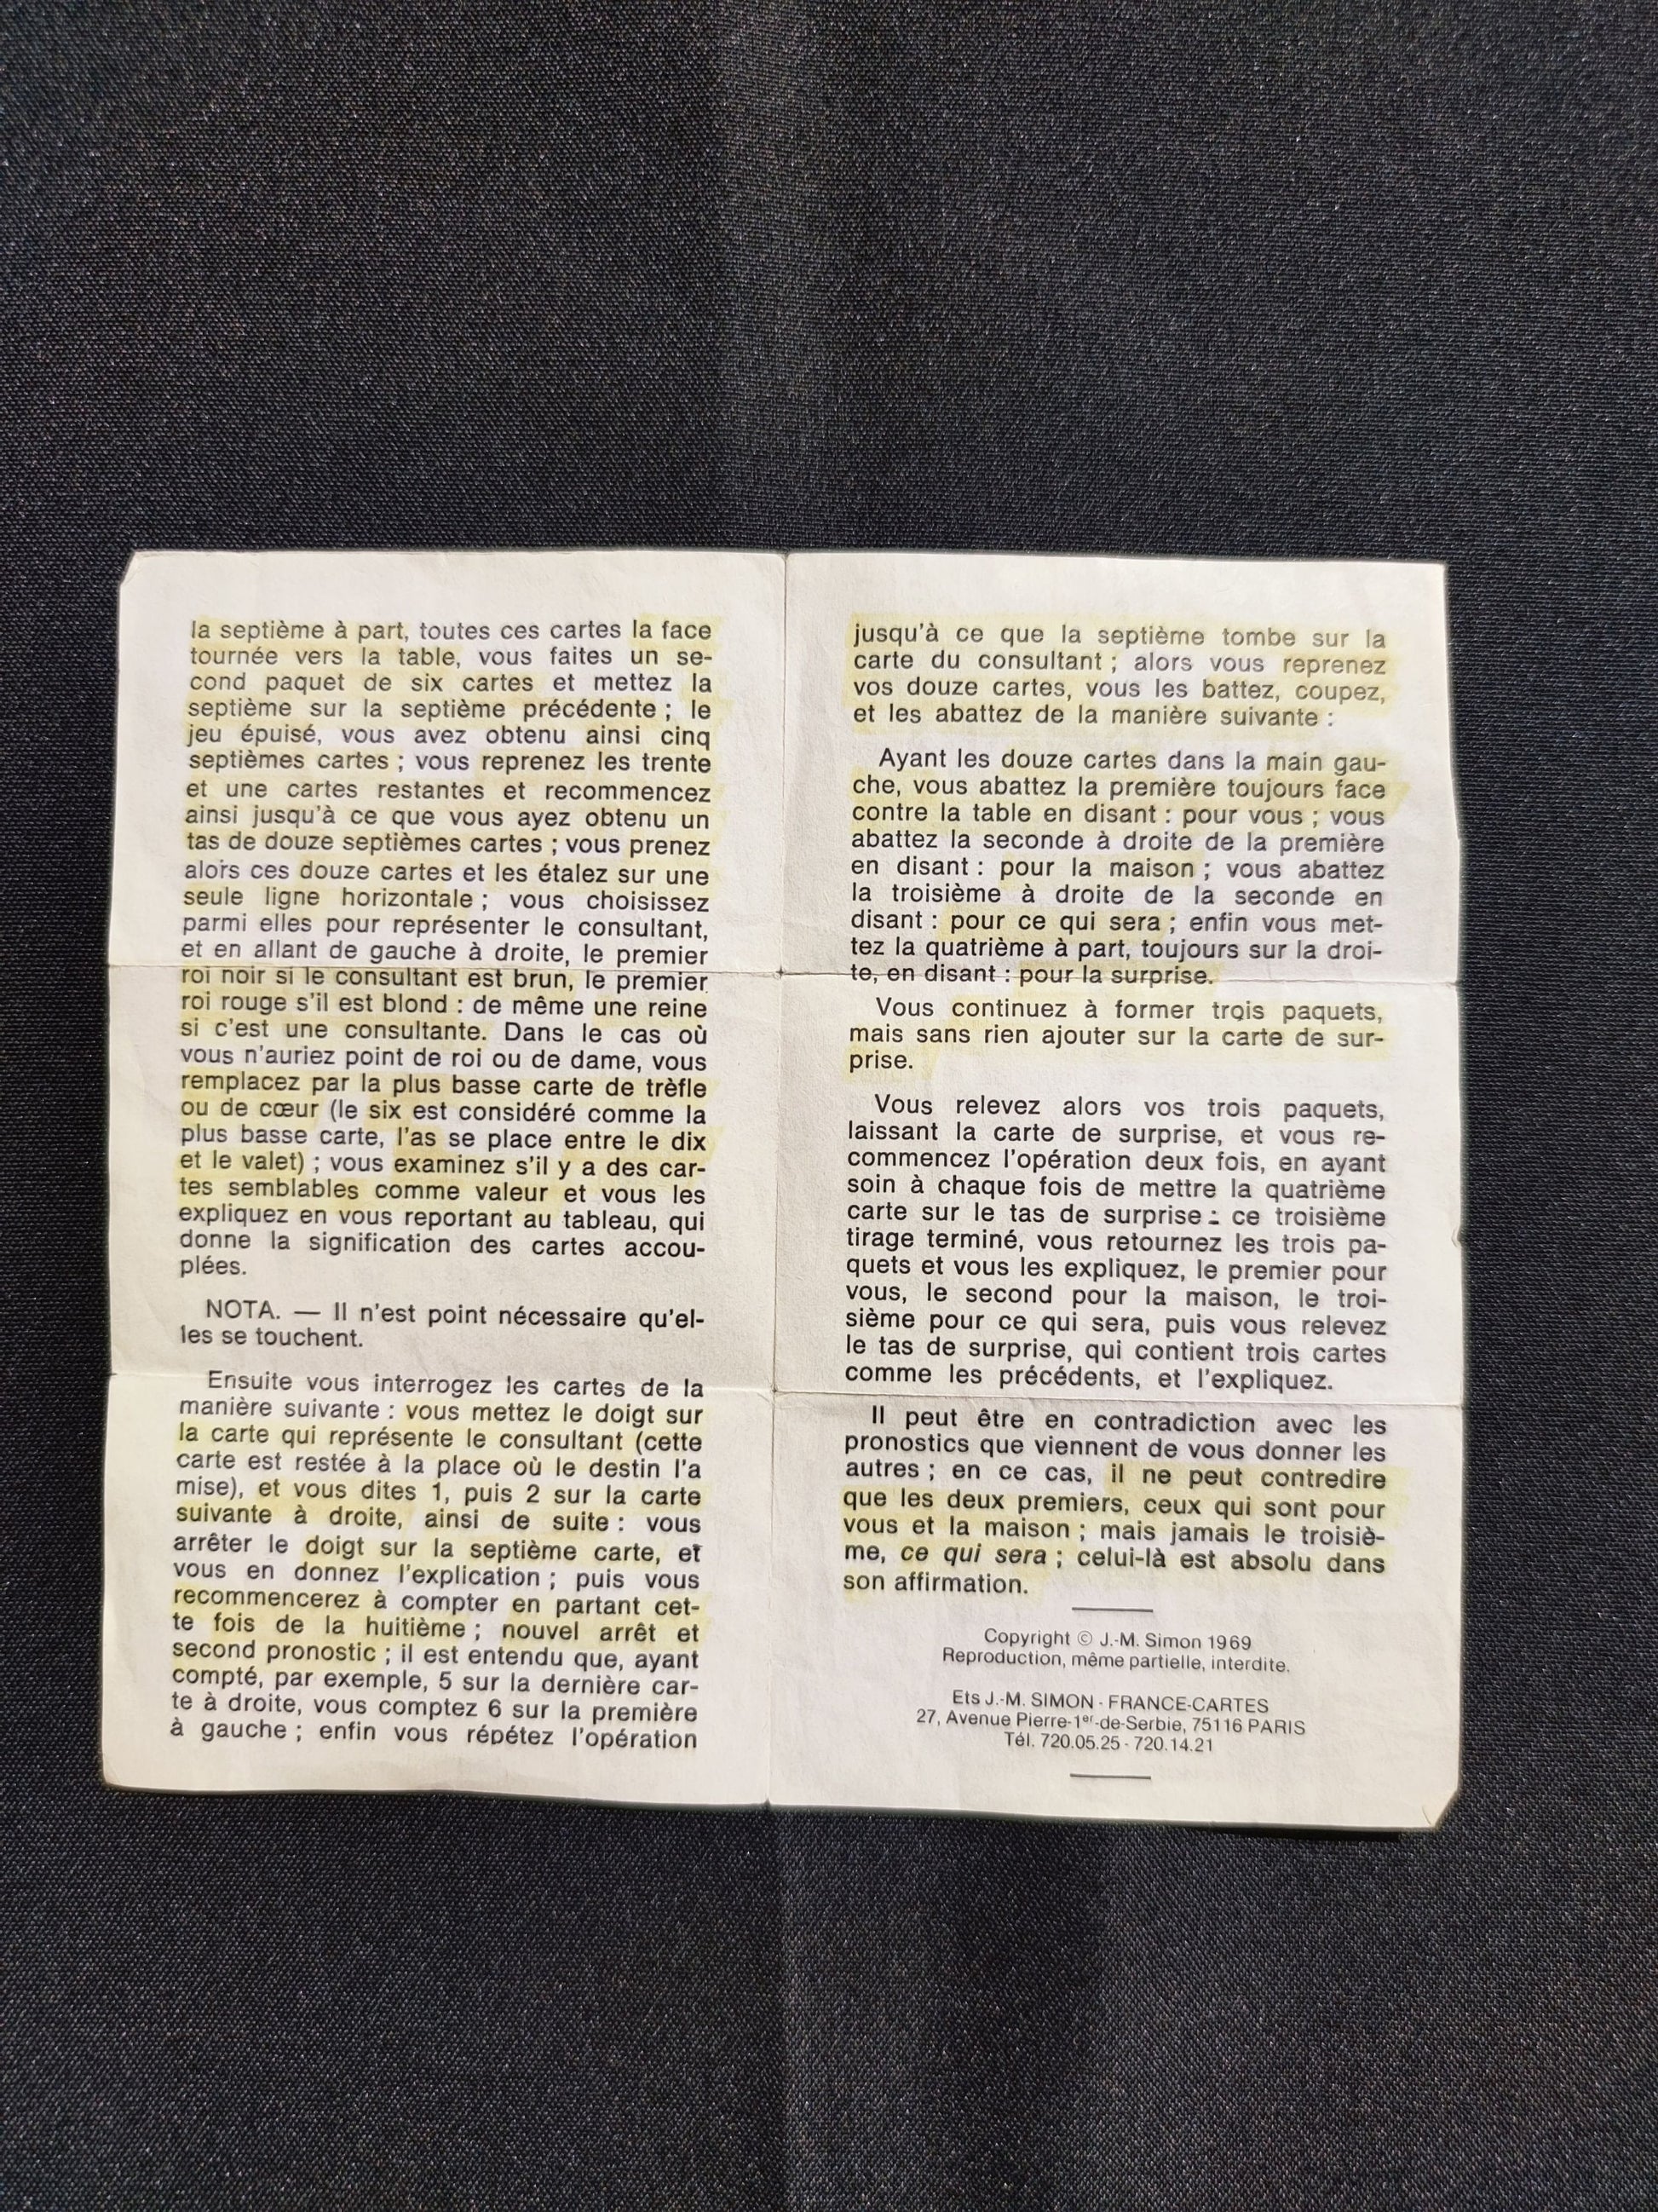 la septième à part, toutes ces cartes la face
tournée vers la table, vous faites un se-
cond paquet de six cartes et mettez la
septième sur la septième précédente ; le
jeu épuisé, vous avez obtenu ainsi cinq
septièmes cartes ; vous reprenez les trente
et une cartes restantes et recommencez
ainsi jusqu'à ce que vous ayez obtenu un
tas de douze septièmes cartes ; vous prenez
alors ces douze cartes et les étalez sur une
seule ligne horizontale ; vous choisissez
parmi elles pour représenter le consultant,
et en allant de gauche à droite, le premier
roi noir si le consultant est brun, le premier
roi rouge s'il est blond : de même une reine
si c'est une consultante. Dans le cas où
vous n'auriez point de roi ou de dame, vous
remplacez par la plus basse carte de trèfle
ou de cœur (le six est considéré comme la
plus basse carte, l'as se place entre le dix
et le valet) ; vous examinez s'il y a des car-
tes semblables comme valeur et vous les
expliquez en vous reportant au tableau, qui
donne la signification des cartes accou-
plées.
NOTA. — Il n'est point nécessaire qu'el-
les se touchent.
Ensuite vous interrogez les cartes de la
manière suivante : vous mettez le doigt sur
la carte qui représente le consultant (cette
carte est restée à la place où le destin l'a
mise), et vous dites 1, puis 2 sur la carte
suivante à droite, ainsi de suite : vous
arrêter le doigt sur la septième carte, et
vous en donnez l'explication ; puis vous
recommencerez à compter en partant cet-
te fois de la huitième ; nouvel arrêt et
second pronostic ; il est entendu que, ayant
compté, par exemple, 5 sur la dernière car-
te à droite, vous comptez 6 sur la première
à gauche ; enfin vous répétez l'opération
jusqu'à ce que la septième tombe sur la
carte du consultant ; alors vous reprenez
vos douze cartes, vous les battez, coupez,
et les abattez de la manière suivante :
Ayant les douze cartes dans la main gau-
che, vous abattez la première toujours face
contre la table en disant : pour vous ; vous
abattez la seconde à droite de la première
en disant : pour la maison ; vous abattez
la troisième à droite de la seconde en
disant : pour ce qui sera ; enfin vous met-
tez la quatrième à part, toujours sur la droi-
te, en disant : pour la surprise.
Vous continuez à former trois paquets,
mais sans rien ajouter sur la carte de sur-
prise.
Vous relevez alors vos trois paquets,
laissant la carte de surprise, et vous re-
commencez l'opération deux fois, en ayant
soin à chaque fois de mettre la quatrième
carte sur le tas de surprise : ce troisième
tirage terminé, vous retournez les trois pa-
quets et vous les expliquez, le premier pour
vous, le second pour la maison, le troi-
sième pour ce qui sera, puis vous relevez
le tas de surprise, qui contient trois cartes
comme les précédents, et l'expliquez.
Il peut être en contradiction avec les
pronostics que viennent de vous donner les
autres ; en ce cas, il ne peut contredire
que les deux premiers, ceux qui sont pour
vous et la maison ; mais jamais le troisiè-
me, ce qui sera ; celui-là est absolu dans
son affirmation.
Copyright © J.-M. Simon 1969
Reproduction, même partielle, interdite.
Ets J.-M. SIMON - FRANCE-CARTES
27, Avenue Pierre-1er-de-Serbie, 75116 PARIS
Tél. 720.05.25 - 720.14.21